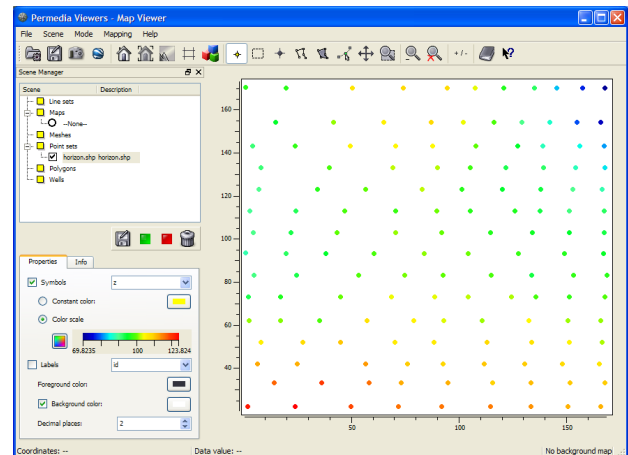 Permedia Viewers - Map Viewer
File Scene Mode Mapping Help
+/-
Scene Manager
Scene Description
Line sets
Maps
--None--
Meshes
Point sets
horizon.shp horizon.shp
Polygons
Wells
Properties Info
Symbols z
Constant color:
Color scale
69.8235 100 123.824
Labels id
Foreground color:
Background color:
Decimal places: 2
160
140
120
100
80
60
40
50 100 150
Coordinates: -- Data value: -- No background map